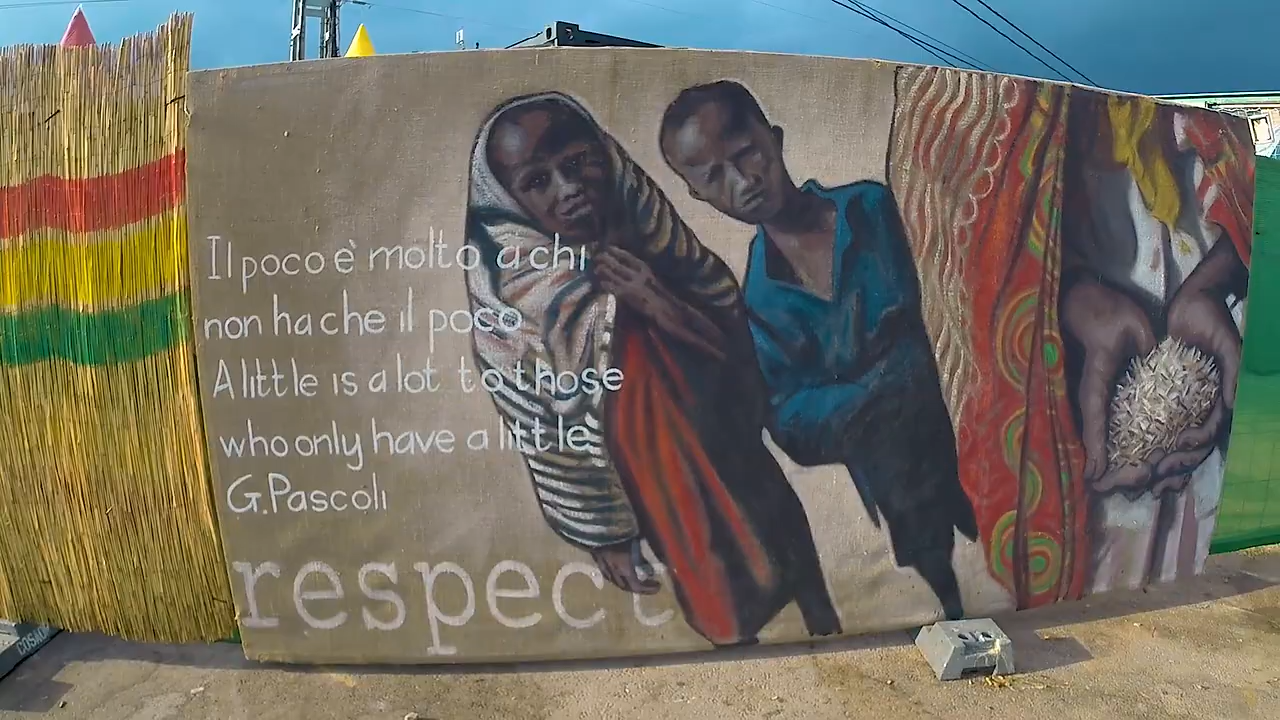 Il poco è molto a chi
non ha che il poco
A little is a lot to those
who only have a little
G.Pascoli
respect